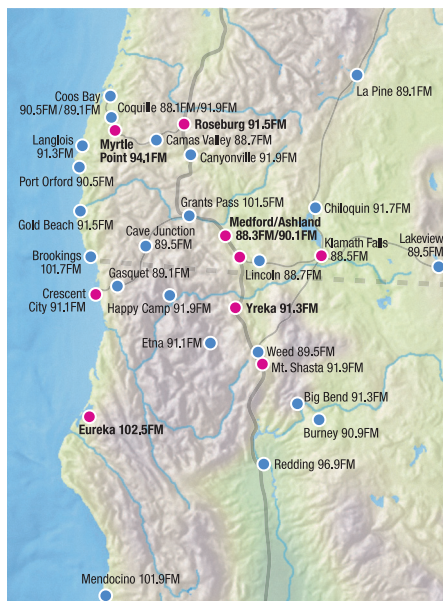 La Pine 89.1FM
Coos Bay
90.5FM/89.1FM
Coquille 88.1FM/91.9FM
Roseburg 91.5FM
Langlois
91.3FM
Myrtle
Point 94.1FM
Camas Valley 88.7FM
Canyonville 91.9FM
Port Orford 90.5FM
Grants Pass 101.5FM
Chiloquin 91.7FM
Gold Beach 91.5FM
Medford/Ashland
88.3FM/90.1FM
Cave Junction
89.5FM
Klamath Falls
88.5FM
Lakeview
89.5FM
Brookings
101.7FM
Gasquet 89.1FM
Lincoln 88.7FM
Crescent
City 91.1FM
Happy Camp 91.9FM
Yreka 91.3FM
Etna 91.1FM
Weed 89.5FM
Mt. Shasta 91.9FM
Big Bend 91.3FM
Burney 90.9FM
Eureka 102.5FM
Redding 96.9FM
Mendocino 101.9FM